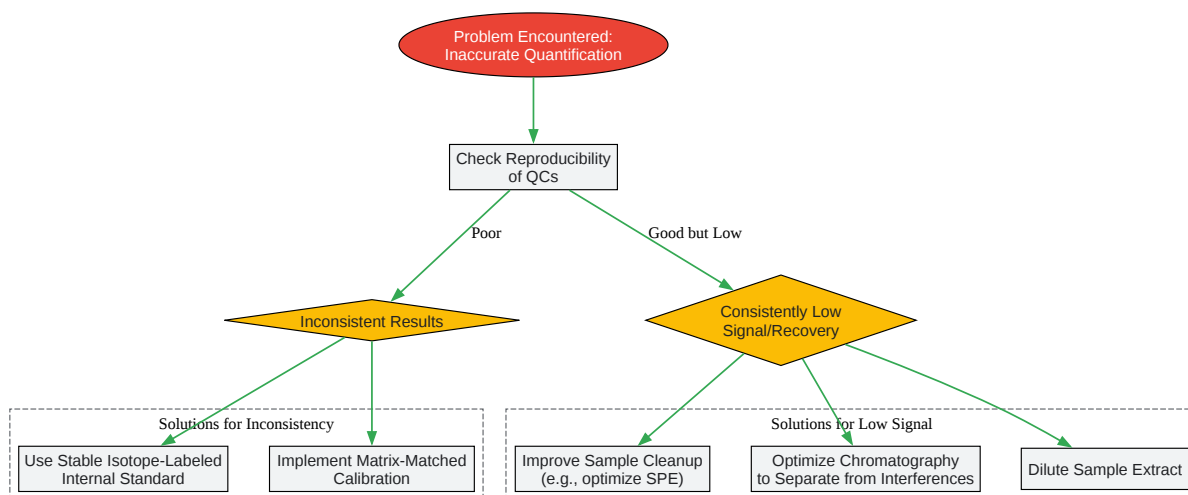 Problem Encountered:
Inaccurate Quantification
Check Reproducibility
of QCs
Poor
Good but Low
Inconsistent Results
Consistently Low
Signal/Recovery
Solutions for Inconsistency
Solutions for Low Signal
Use Stable Isotope-Labeled
Internal Standard
Implement Matrix-Matched
Calibration
Improve Sample Cleanup
(e.g., optimize SPE)
Optimize Chromatography
to Separate from Interferences
Dilute Sample Extract